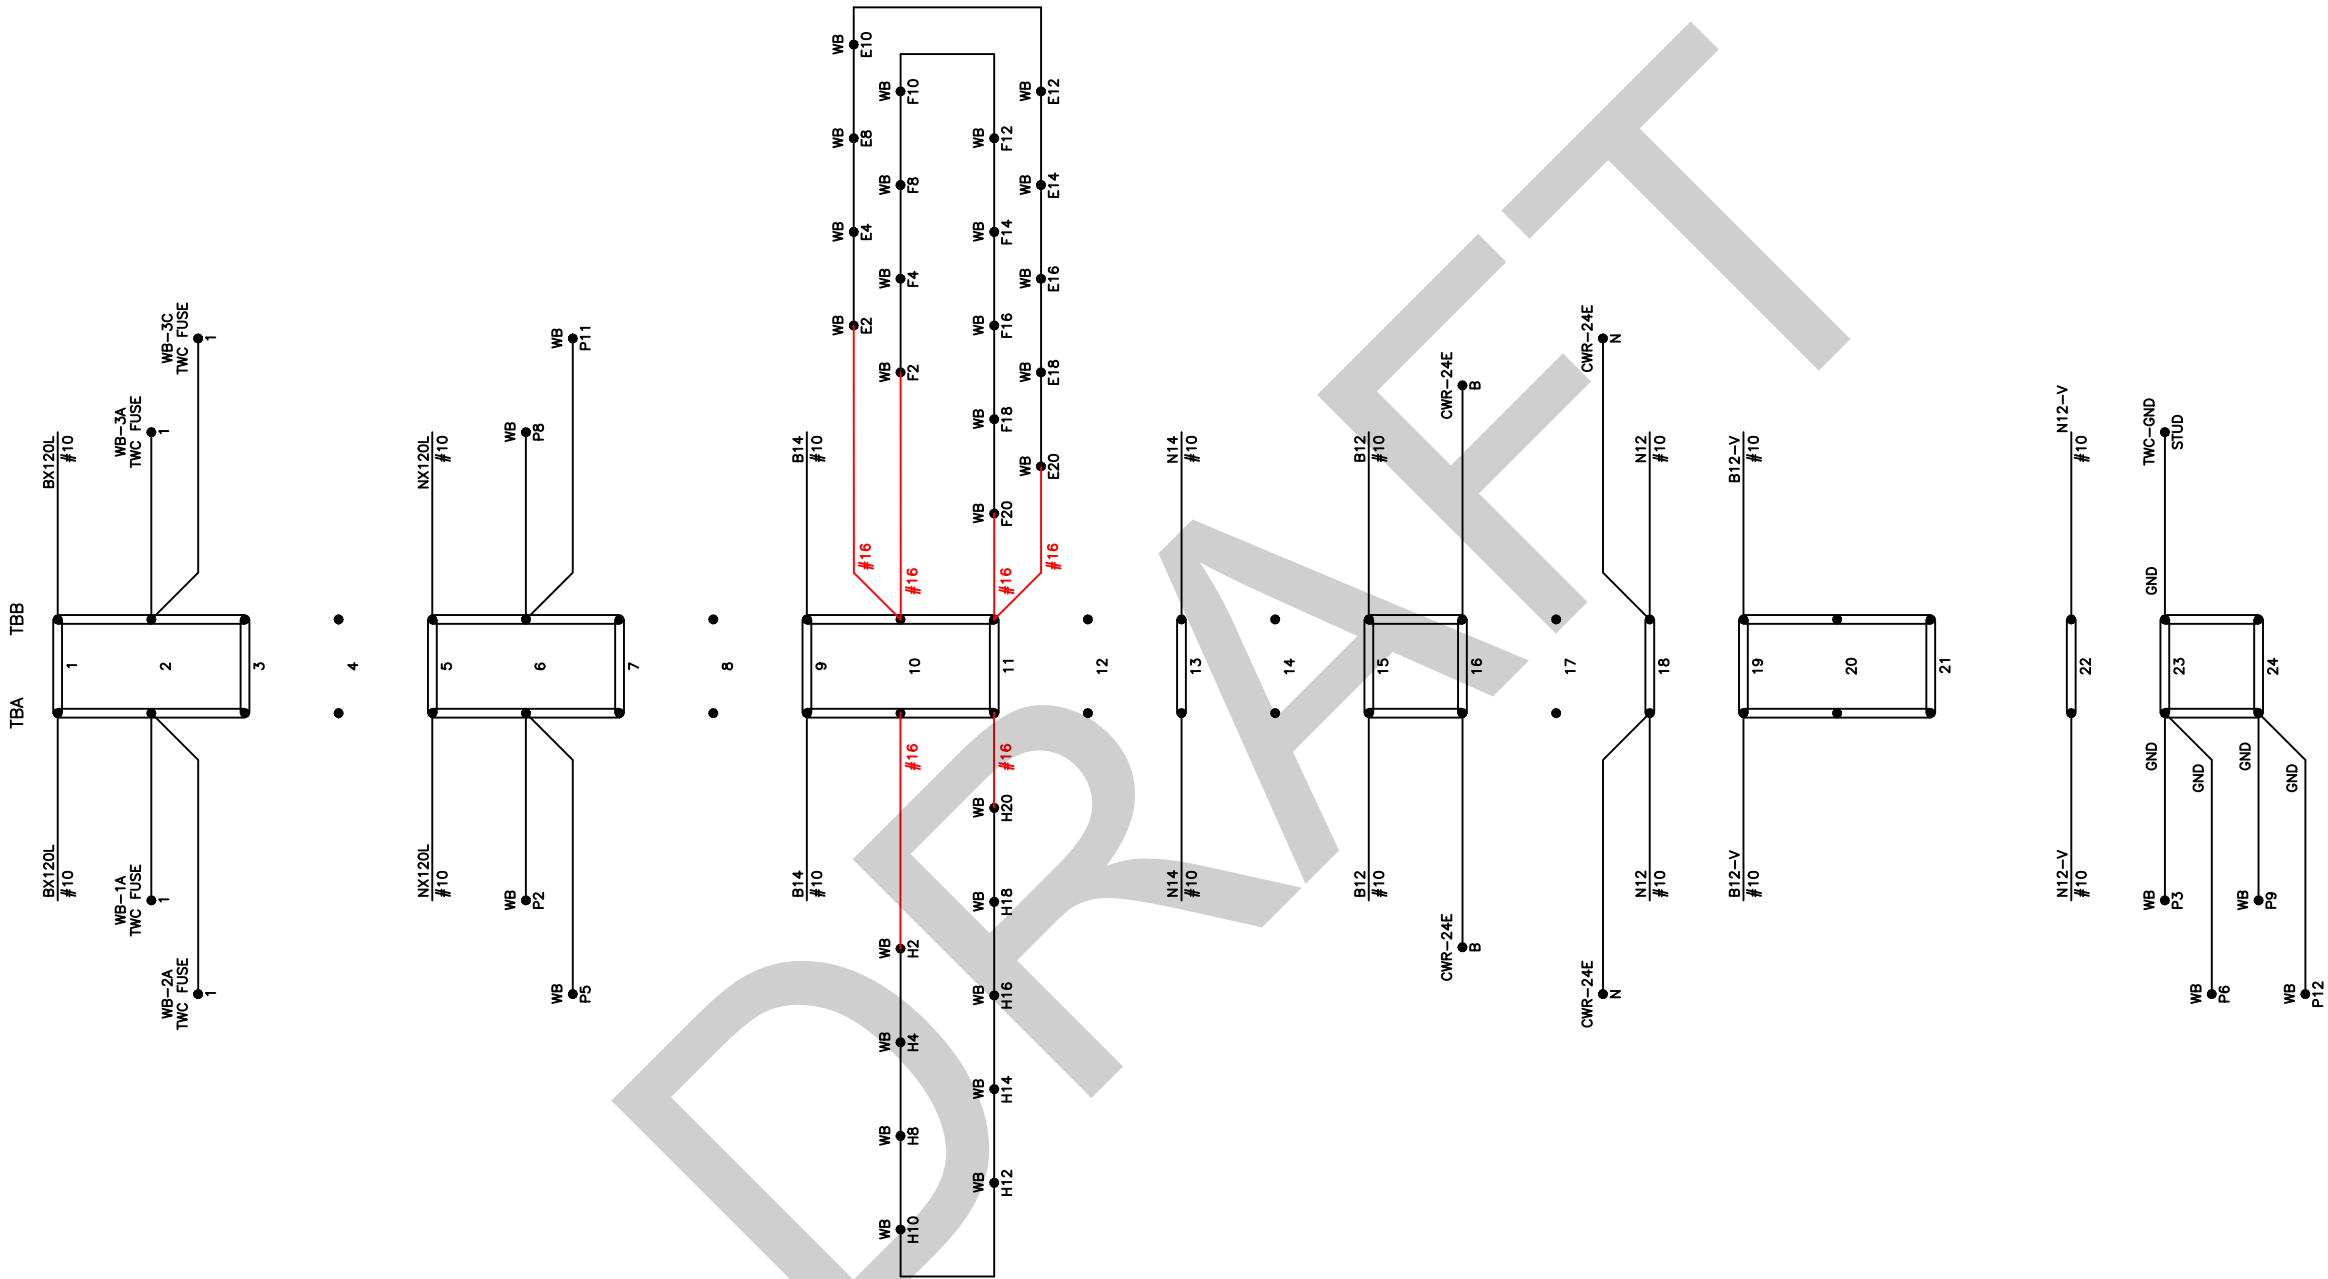 TBB
TBA
BX120L
#10
WB-3A
TWC FUSE
1
WB-3C
TWC FUSE
1
BX120L
#10
WB-1A
TWC FUSE
1
WB-2A
TWC FUSE
1
1
2
3
4
NX120L
#10
WB
P8
WB
P11
NX120L
#10
WB
P2
WB
P5
5
6
7
8
B14
#10
WB
E10
WB
E8
WB
E4
WB
E2
#16
WB
F10
WB
F8
WB
F4
WB
F2
#16
WB
F12
WB
F14
WB
F16
WB
F18
WB
F20
#16
WB
E12
WB
E14
WB
E16
WB
E18
WB
E20
#16
9
10
11
12
B14
#10
#16
WB
H2
WB
H4
WB
H8
WB
H10
#16
WB
H20
WB
H18
WB
H16
WB
H14
WB
H12
N14
#10
13
N14
#10
14
B12
#10
CWR-24E
B
15
16
B12
#10
CWR-24E
B
17
CWR-24E
N
N12
#10
18
CWR-24E
N
N12
#10
B12-V
#10
19
20
21
B12-V
#10
N12-V
#10
22
N12-V
#10
TWC-GND
STUD
GND
23
24
GND
WB
P3
GND
WB
P6
GND
WB
P9
GND
WB
P12
DRAFT